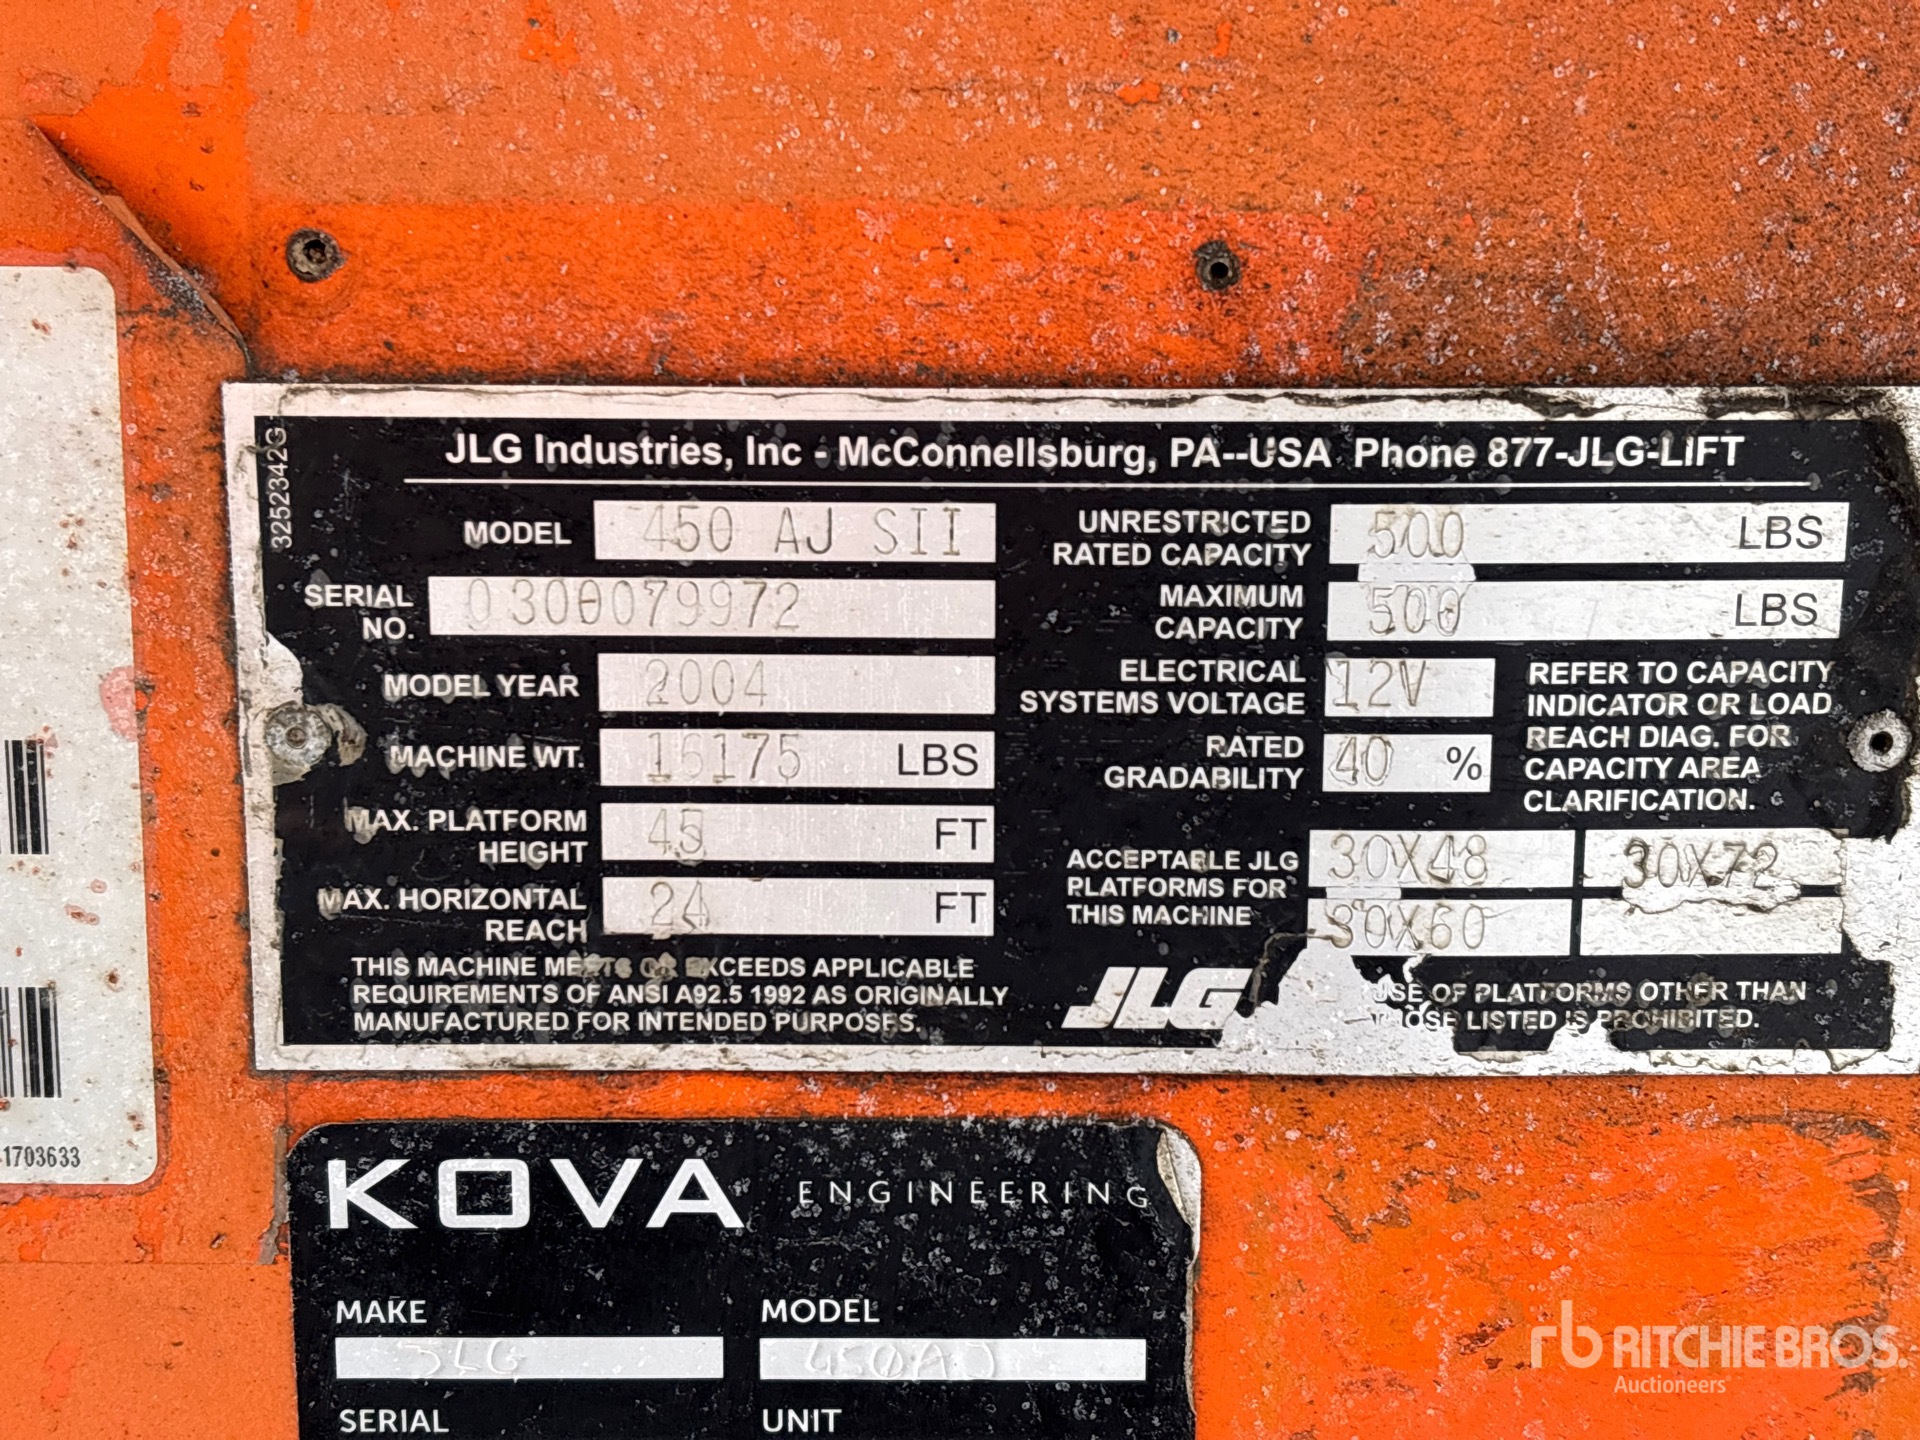 JLG Industries, Inc - McConnellsburg, PA--USA Phone 877-JLG-LIFT
3252342G
MODEL 450 AJ SII
SERIAL NO. 0300079972
MODEL YEAR 2004
MACHINE WT. 16175 LBS
MAX. PLATFORM HEIGHT 45 FT
MAX. HORIZONTAL REACH 24 FT
THIS MACHINE MEETS OR EXCEEDS APPLICABLE
REQUIREMENTS OF ANSI A92.5 1992 AS ORIGINALLY
MANUFACTURED FOR INTENDED PURPOSES.
UNRESTRICTED RATED CAPACITY 500 LBS
MAXIMUM CAPACITY 500 LBS
ELECTRICAL SYSTEMS VOLTAGE 12V
RATED GRADABILITY 40 %
REFER TO CAPACITY
INDICATOR OR LOAD
REACH DIAG. FOR
CAPACITY AREA
CLARIFICATION.
ACCEPTABLE JLG
PLATFORMS FOR
THIS MACHINE
30X48 30X72
30X60
JLG
USE OF PLATFORMS OTHER THAN
THOSE LISTED IS PROHIBITED.
1703633
KOVA ENGINEERING
MAKE MODEL
JLG 450AJ
SERIAL UNIT
rb RITCHIE BROS.
Auctioneers